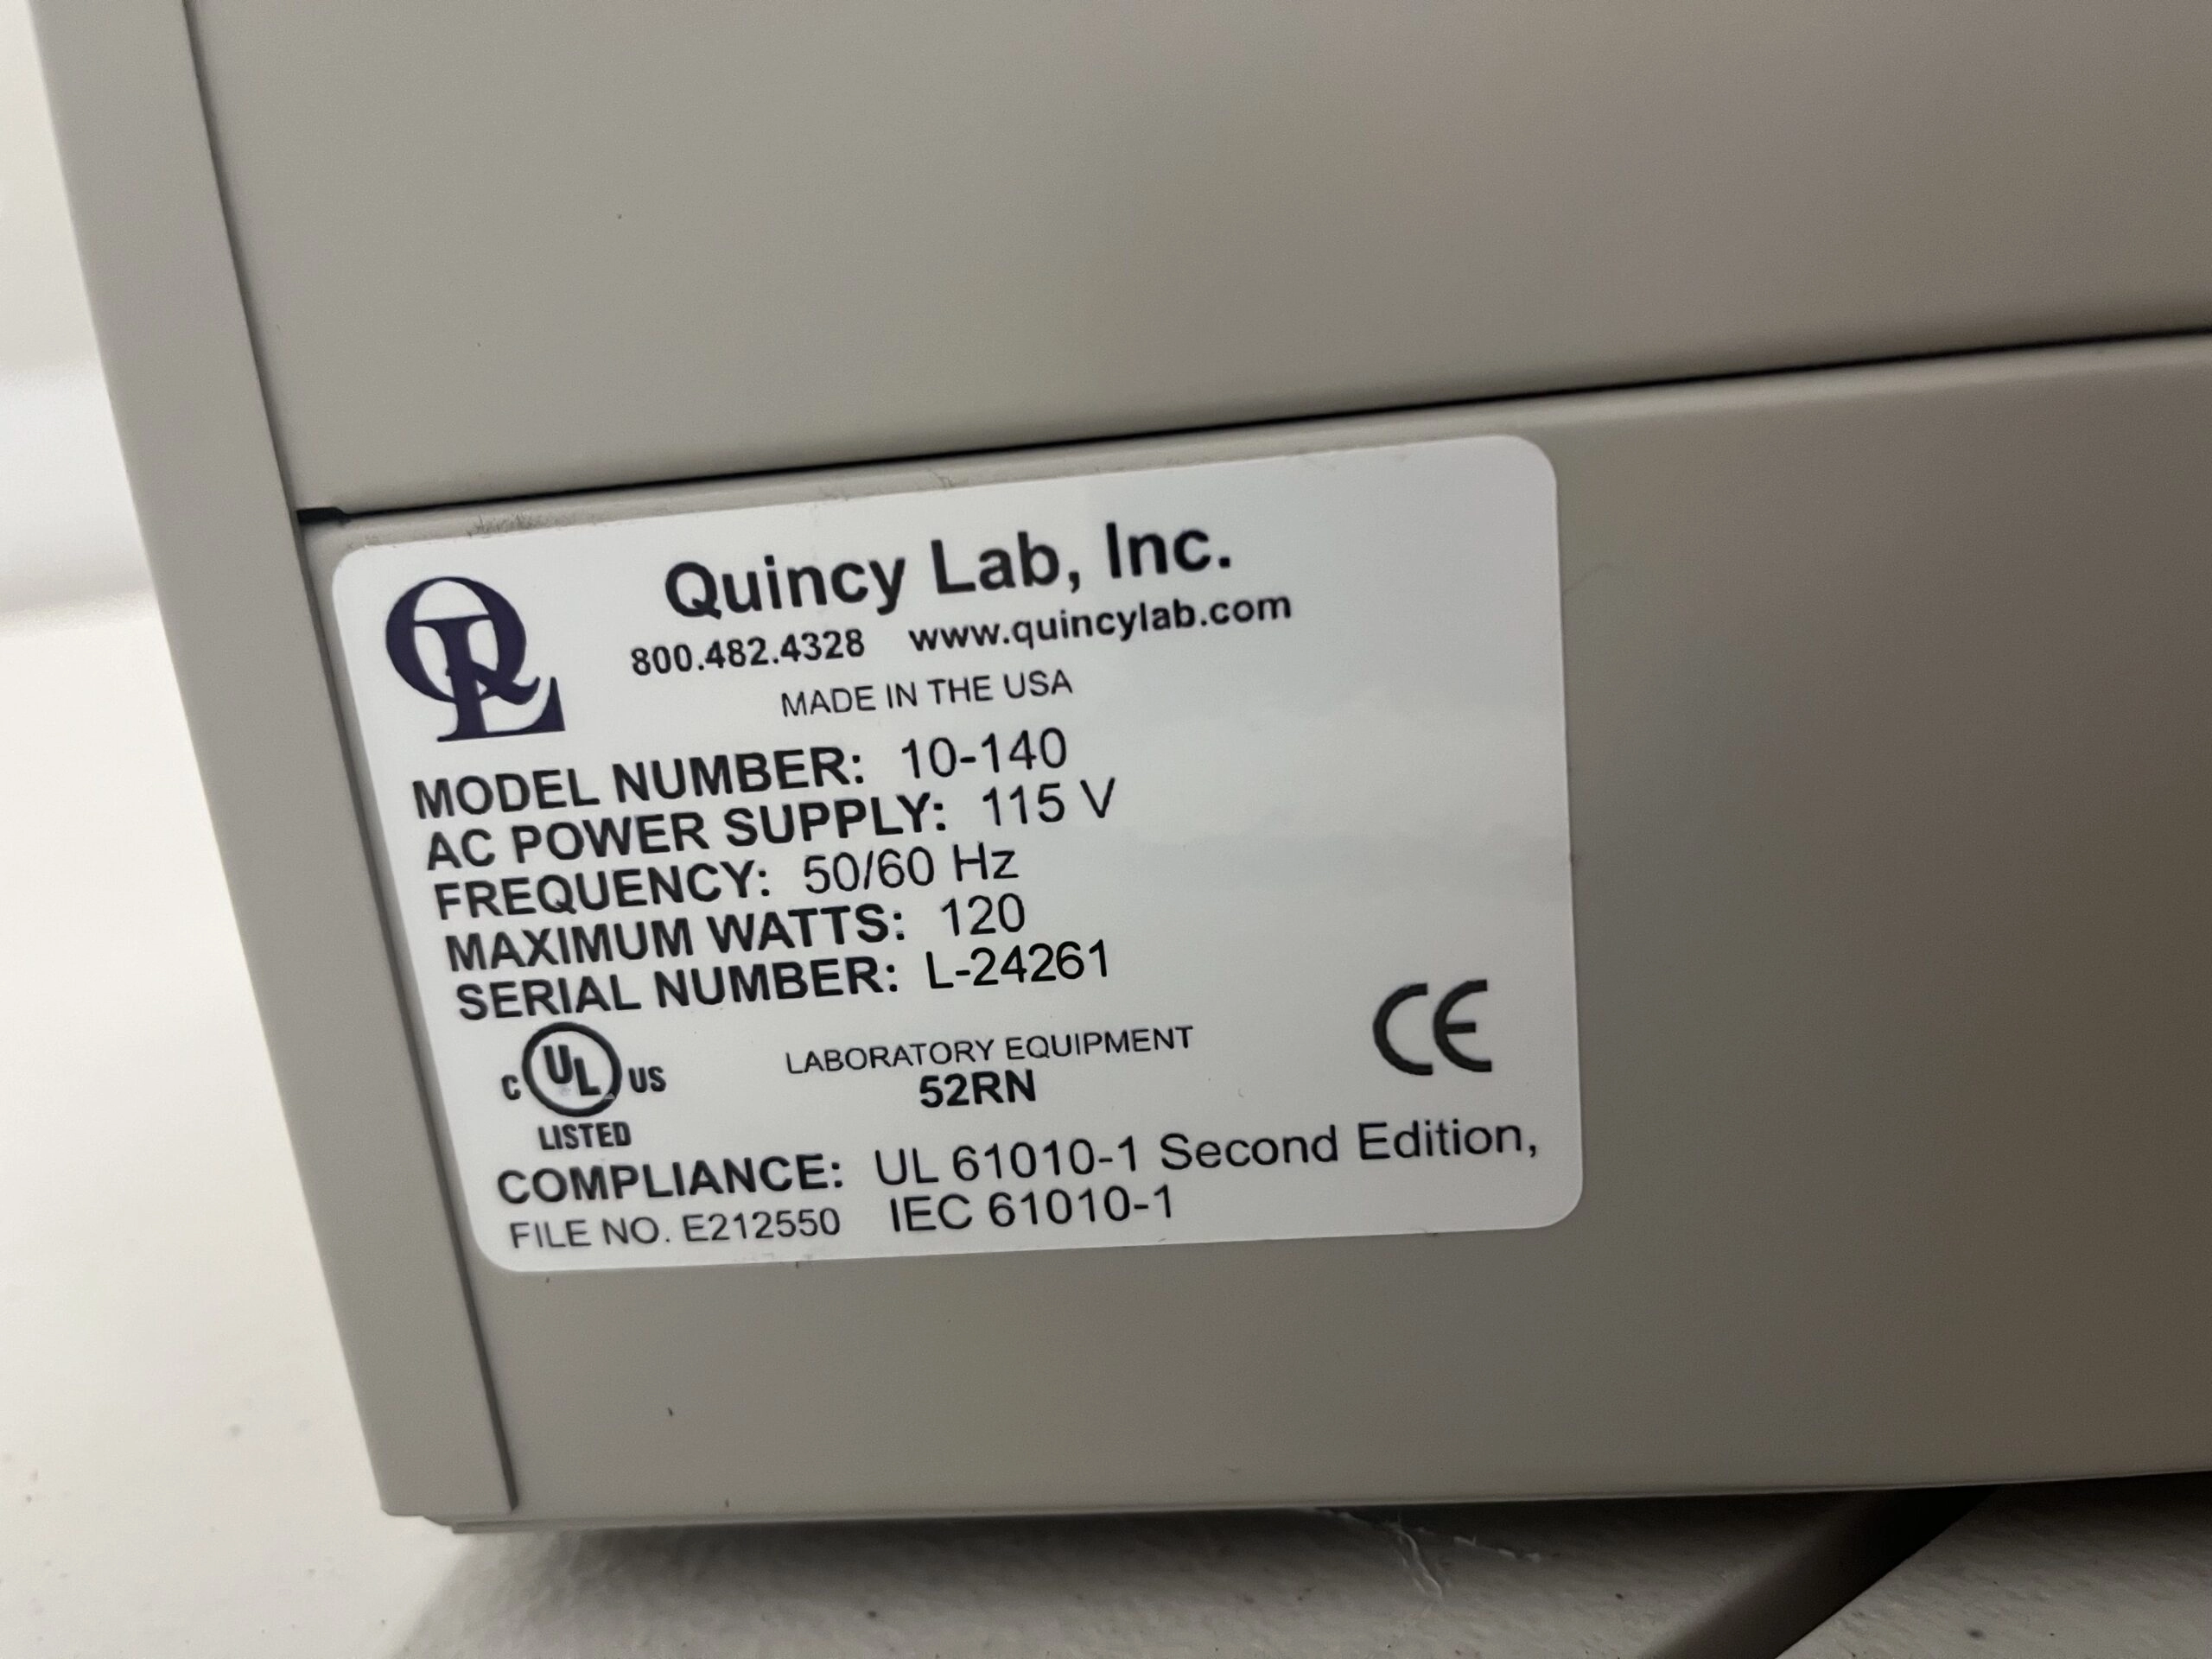 QL
Quincy Lab, Inc.
800.482.4328 www.quincylab.com
MADE IN THE USA
MODEL NUMBER: 10-140
AC POWER SUPPLY: 115 V
FREQUENCY: 50/60 Hz
MAXIMUM WATTS: 120
SERIAL NUMBER: L-24261
C UL US
LISTED
LABORATORY EQUIPMENT
52RN
CE
COMPLIANCE: UL 61010-1 Second Edition,
FILE NO. E212550 IEC 61010-1